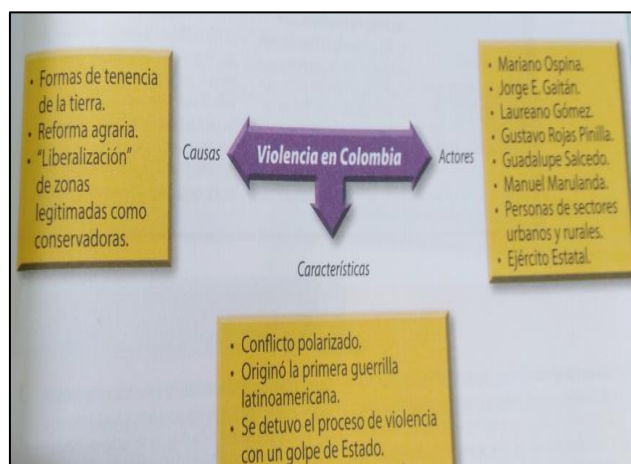 • Formas de tenencia
de la tierra.
• Reforma agraria.
• "Liberalización"
de zonas
legitimadas como
conservadoras.
Causas
Violencia en Colombia
Actores
• Mariano Ospina.
• Jorge E. Gaitán.
• Laureano Gómez.
• Gustavo Rojas Pinilla.
• Guadalupe Salcedo.
• Manuel Marulanda.
• Personas de sectores
urbanos y rurales.
• Ejército Estatal.
Características
• Conflicto polarizado.
• Originó la primera guerrilla
latinoamericana.
• Se detuvo el proceso de violencia
con un golpe de Estado.